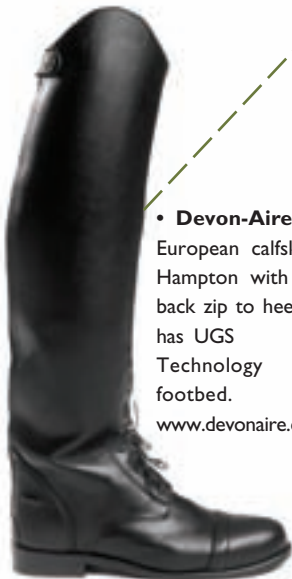 • Devon-Aire
European calfsl
Hampton with
back zip to hee
has UGS
Technology
footbed.
www.devonaire.c